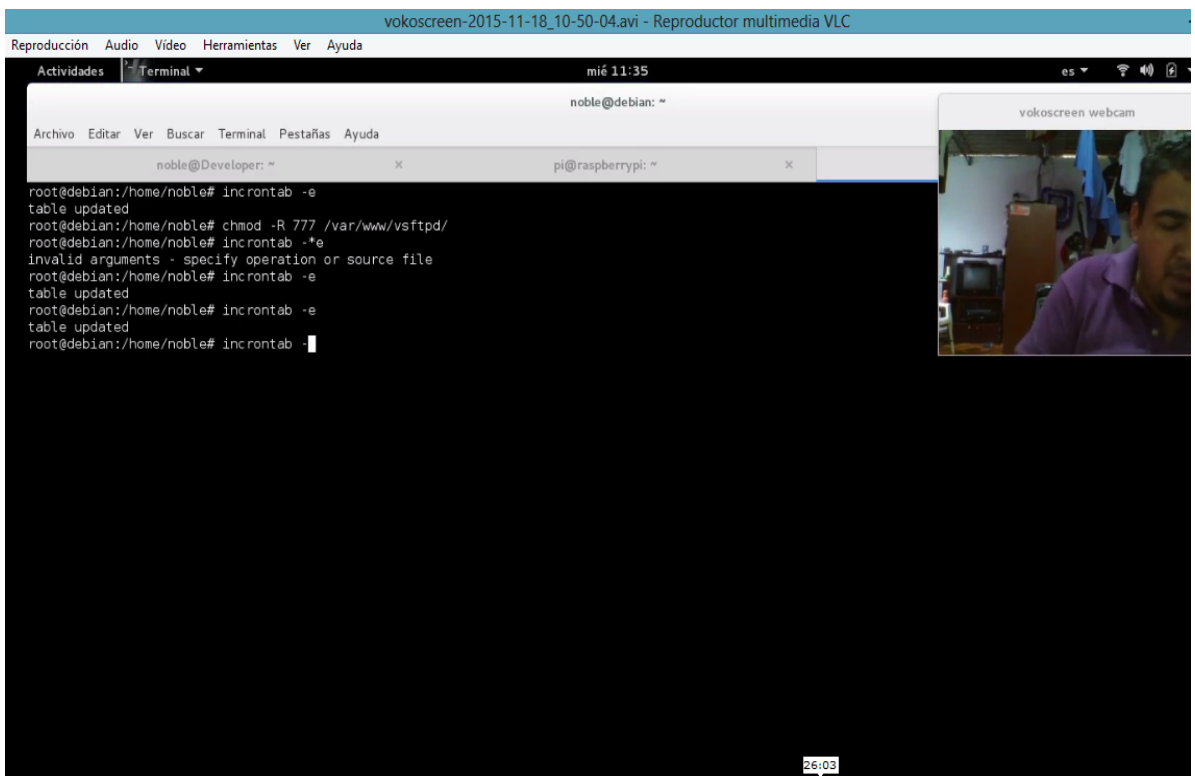 vokoscreen-2015-11-18_10-50-04.avi - Reproductor multimedia VLC
Reproducción Audio Vídeo Herramientas Ver Ayuda
Actividades Terminal mié 11:35 es
noble@debian: ~
vokoscreen webcam
Archivo Editar Ver Buscar Terminal Pestañas Ayuda
noble@Developer: ~ × pi@raspberrypi: ~ ×
root@debian:/home/noble# incrontab -e
table updated
root@debian:/home/noble# chmod -R 777 /var/www/vsftpd/
root@debian:/home/noble# incrontab -*e
invalid arguments - specify operation or source file
root@debian:/home/noble# incrontab -e
table updated
root@debian:/home/noble# incrontab -e
table updated
root@debian:/home/noble# incrontab -
26:03